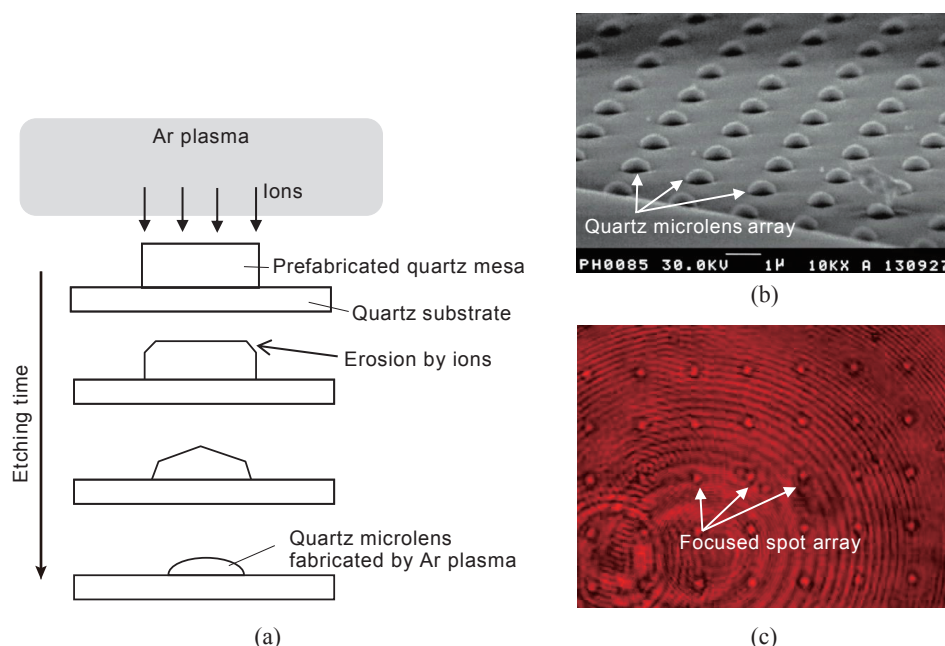 Ar plasma
Ions
Prefabricated quartz mesa
Quartz substrate
Erosion by ions
Etching time
Quartz microlens
fabricated by Ar plasma
(a)
Quartz microlens array
PH0085 30.0KV 1μ 10KX A 130927
(b)
Focused spot array
(c)